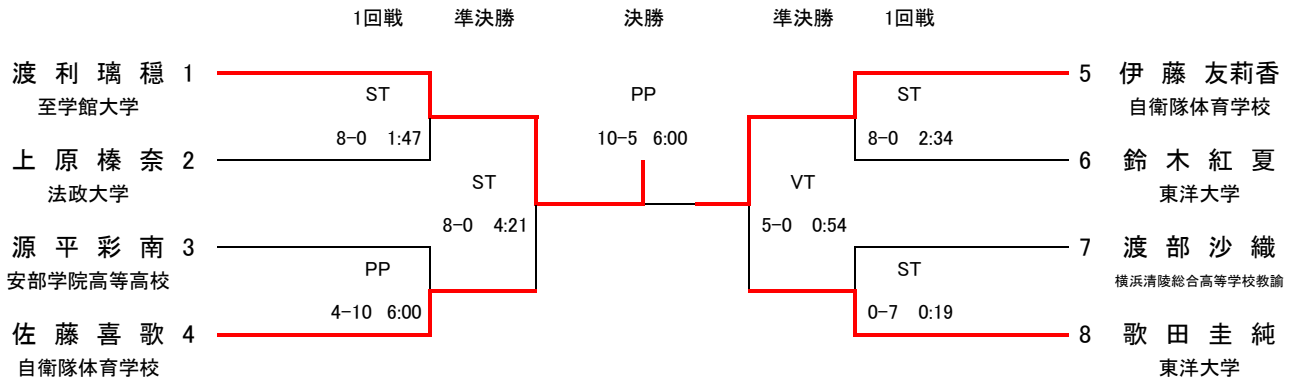 1回戦 準決勝 決勝 準決勝 1回戦
渡利璃穏 1
至学館大学
ST
8-0 1:47
上原榛奈 2
法政大学
ST
8-0 4:21
源平彩南 3
安部学院高等高校
PP
4-10 6:00
佐藤喜歌 4
自衛隊体育学校
PP
10-5 6:00
5 伊藤友莉香
自衛隊体育学校
ST
8-0 2:34
6 鈴木紅夏
東洋大学
VT
5-0 0:54
7 渡部沙織
横浜清陵総合高等学校教諭
ST
0-7 0:19
8 歌田圭純
東洋大学